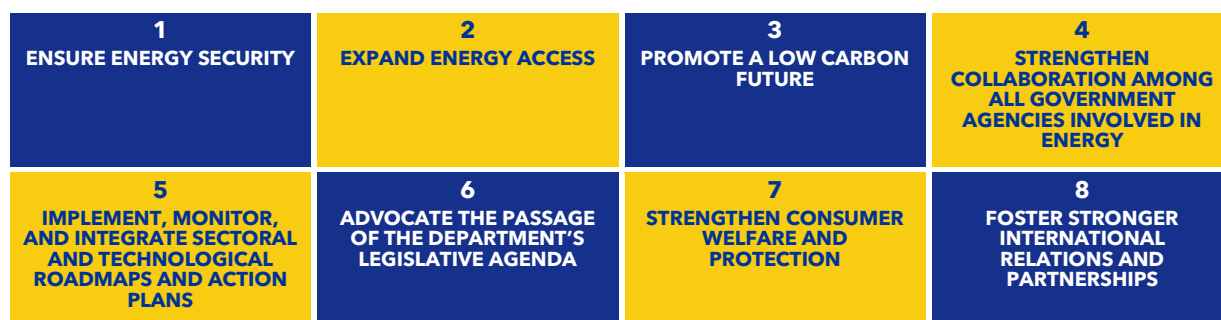 1
ENSURE ENERGY SECURITY
2
EXPAND ENERGY ACCESS
3
PROMOTE A LOW CARBON
FUTURE
4
STRENGTHEN
COLLABORATION AMONG
ALL GOVERNMENT
AGENCIES INVOLVED IN
ENERGY
5
IMPLEMENT, MONITOR,
AND INTEGRATE SECTORAL
AND TECHNOLOGICAL
ROADMAPS AND ACTION
PLANS
6
ADVOCATE THE PASSAGE
OF THE DEPARTMENT’S
LEGISLATIVE AGENDA
7
STRENGTHEN CONSUMER
WELFARE AND
PROTECTION
8
FOSTER STRONGER
INTERNATIONAL
RELATIONS AND
PARTNERSHIPS